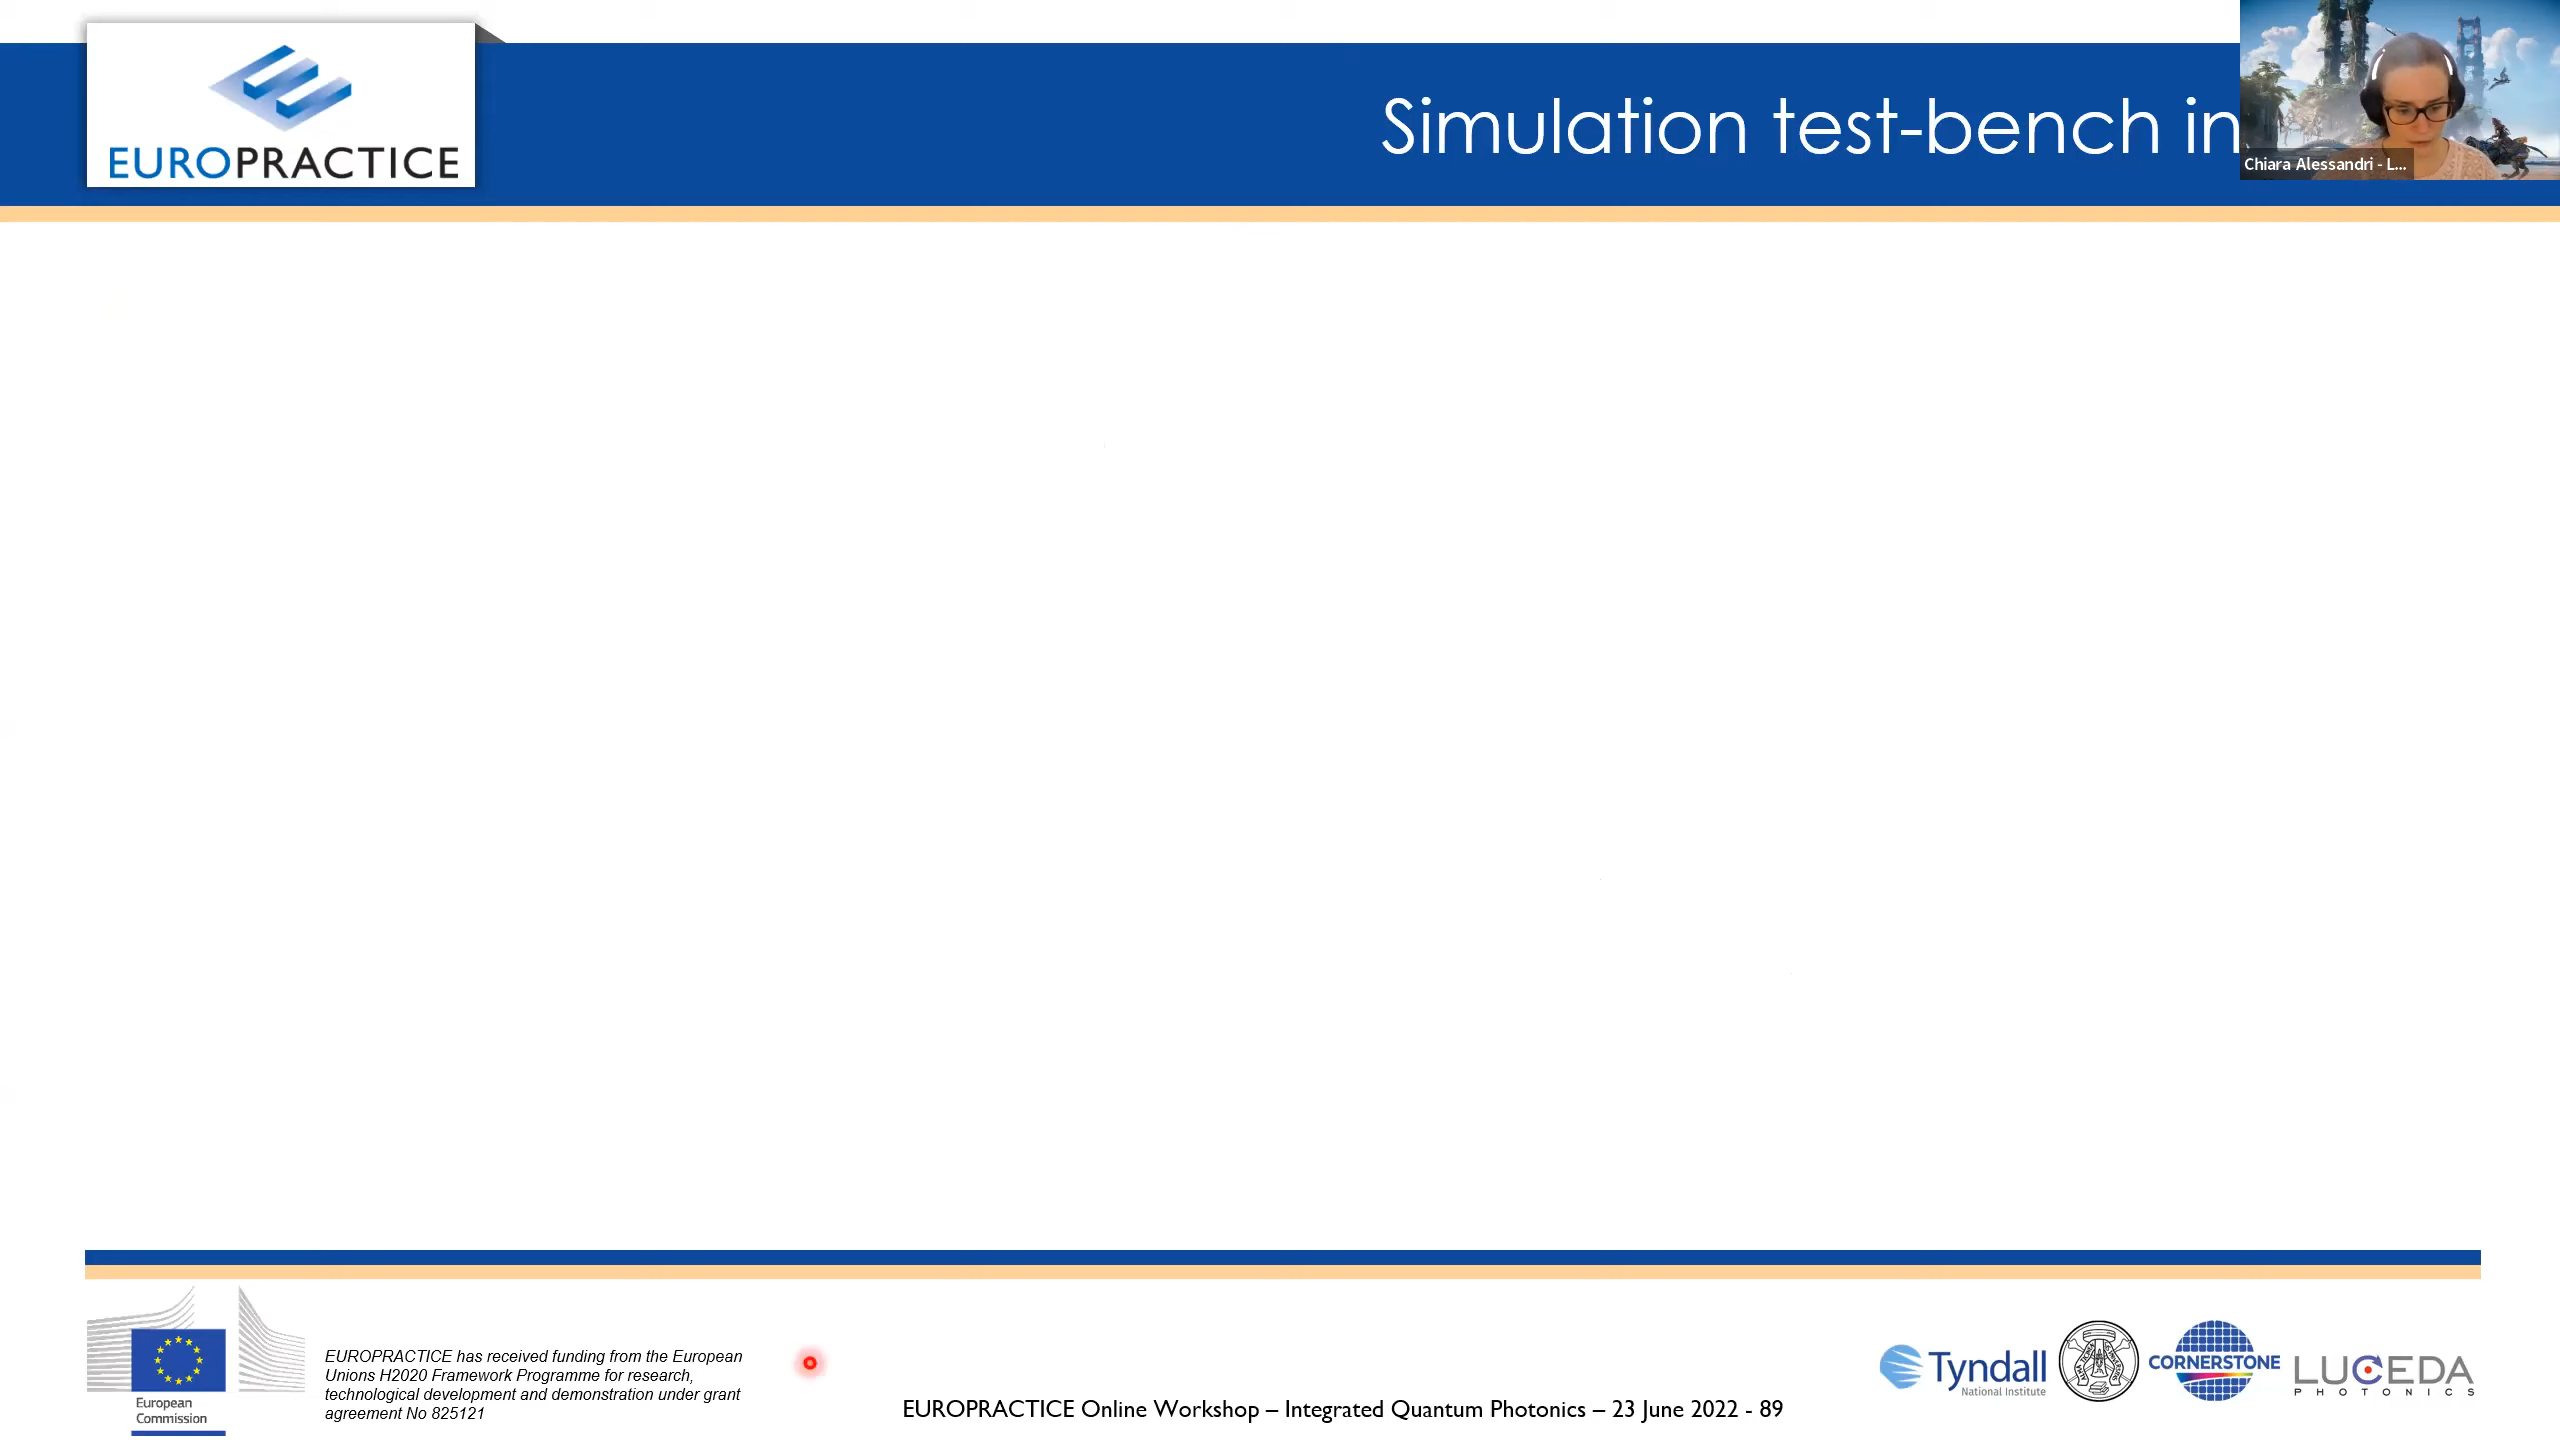 EUROPRACTICE
Simulation test-bench in
Chiara Alessandri - L...
European
Commission
EUROPRACTICE has received funding from the European
Unions H2020 Framework Programme for research,
technological development and demonstration under grant
agreement No 825121
EUROPRACTICE Online Workshop – Integrated Quantum Photonics – 23 June 2022 - 89
Tyndall
National Institute
CORNERSTONE
LUCEDA
PHOTONICS